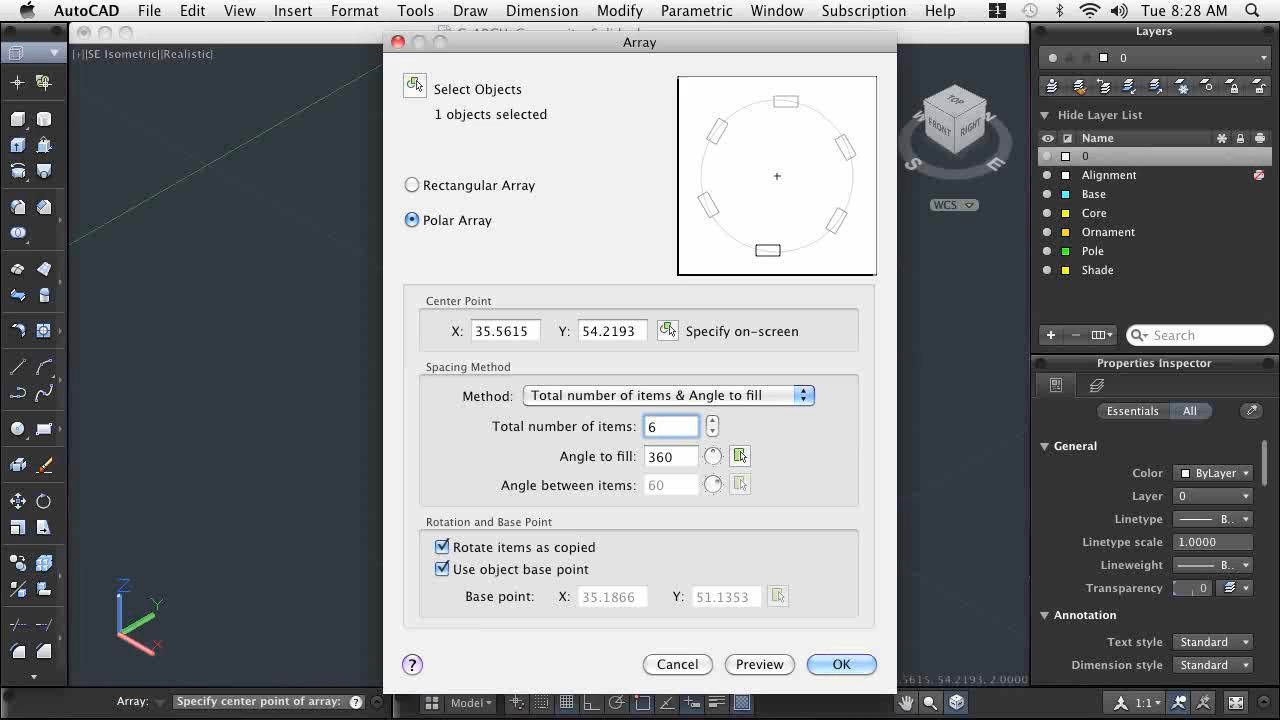 AutoCAD File Edit View Insert Format Tools Draw Dimension Modify Parametric Window Subscription Help 1 Tue 8:28 AM
[+][SE Isometric][Realistic]
Array
Select Objects
1 objects selected
Rectangular Array
Polar Array
Center Point
X: 35.5615 Y: 54.2193 Specify on-screen
Spacing Method
Method: Total number of items & Angle to fill
Total number of items: 6
Angle to fill: 360
Angle between items: 60
Rotation and Base Point
Rotate items as copied
Use object base point
Base point: X: 35.1866 Y: 51.1353
? Cancel Preview OK
TOP
FRONT RIGHT
W S E
WCS
Z
Y
X
Layers
0
Hide Layer List
Name
0
Alignment
Base
Core
Ornament
Pole
Shade
Search
Properties Inspector
Essentials All
General
Color ByLayer
Layer 0
Linetype B..
Linetype scale 1.0000
Lineweight B..
Transparency 0
Annotation
Text style Standard
Dimension style Standard
.5615, 54.2193, 2.0000
Array: Specify center point of array: ?
Model 1:1